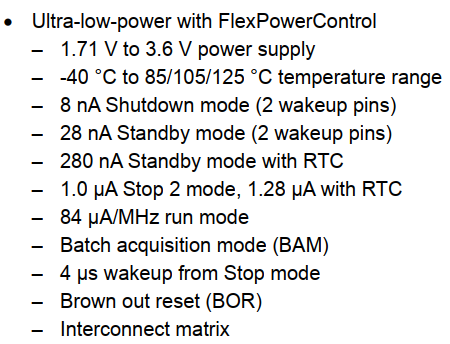 • Ultra-low-power with FlexPowerControl
– 1.71 V to 3.6 V power supply
– -40 °C to 85/105/125 °C temperature range
– 8 nA Shutdown mode (2 wakeup pins)
– 28 nA Standby mode (2 wakeup pins)
– 280 nA Standby mode with RTC
– 1.0 µA Stop 2 mode, 1.28 µA with RTC
– 84 µA/MHz run mode
– Batch acquisition mode (BAM)
– 4 µs wakeup from Stop mode
– Brown out reset (BOR)
– Interconnect matrix